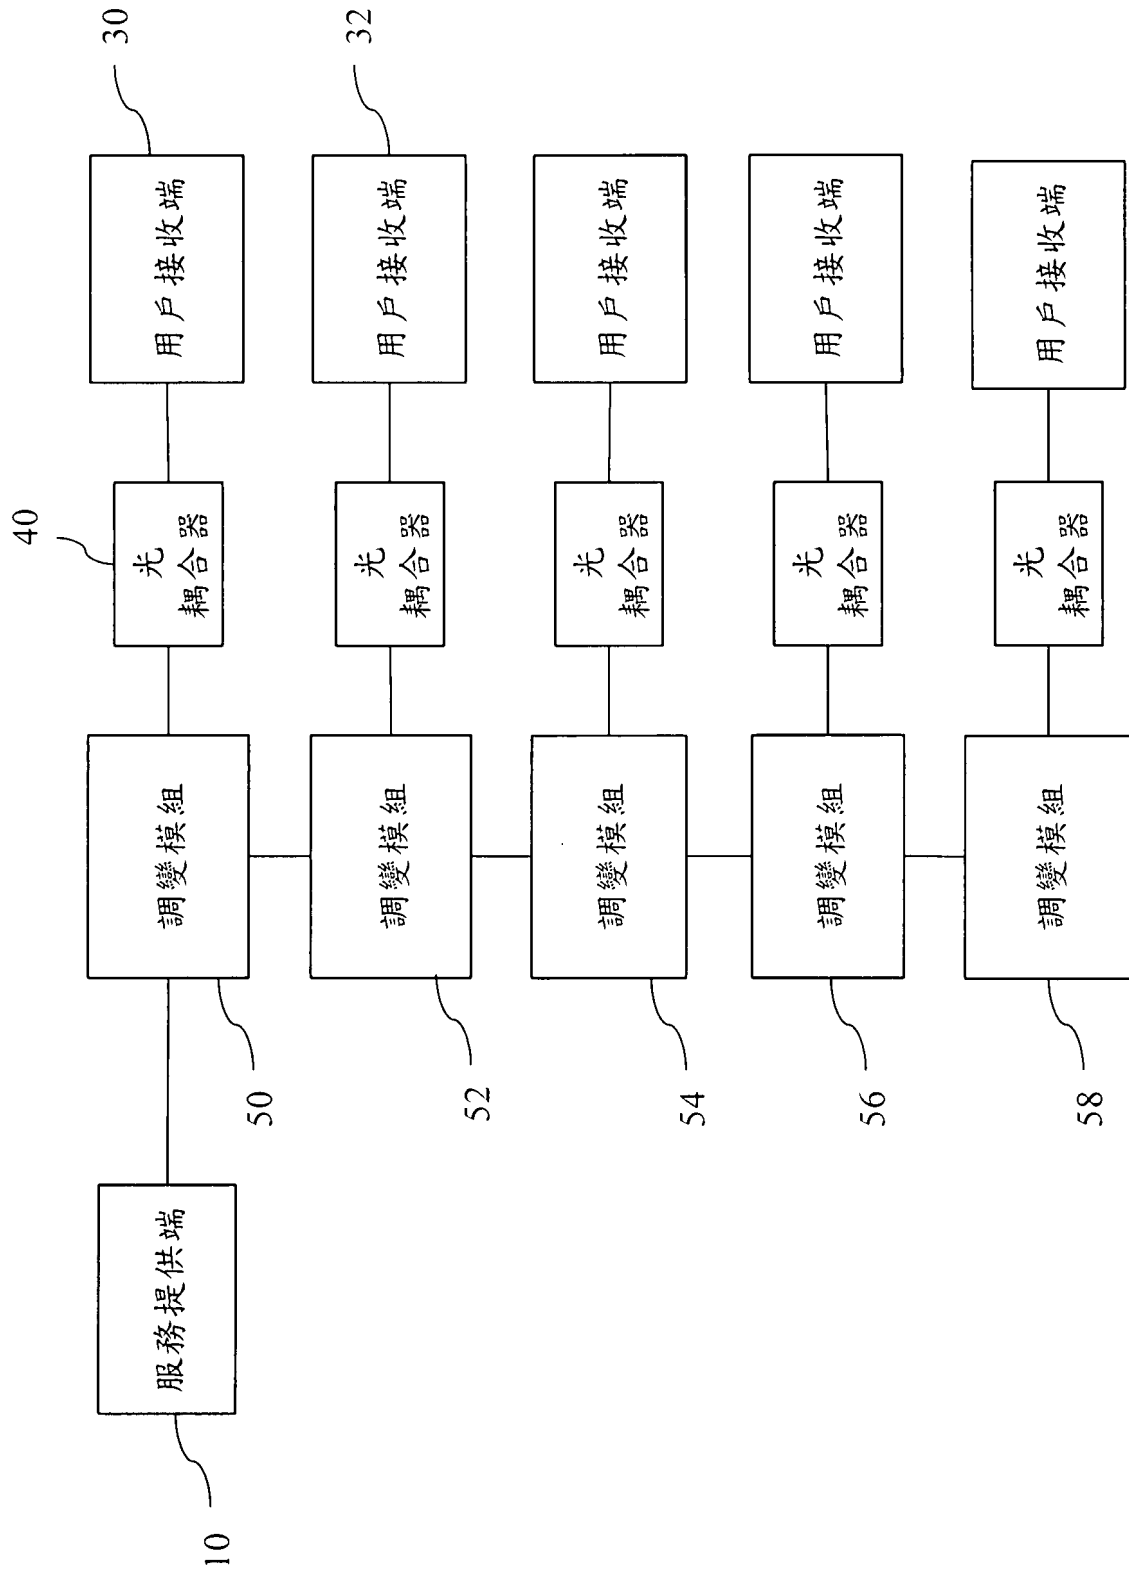 40
30
服務提供端
調變模組
光
耦合器
用戶接收端
10
50
32
調變模組
光
耦合器
用戶接收端
52
調變模組
光
耦合器
用戶接收端
54
調變模組
光
耦合器
用戶接收端
56
調變模組
光
耦合器
用戶接收端
58